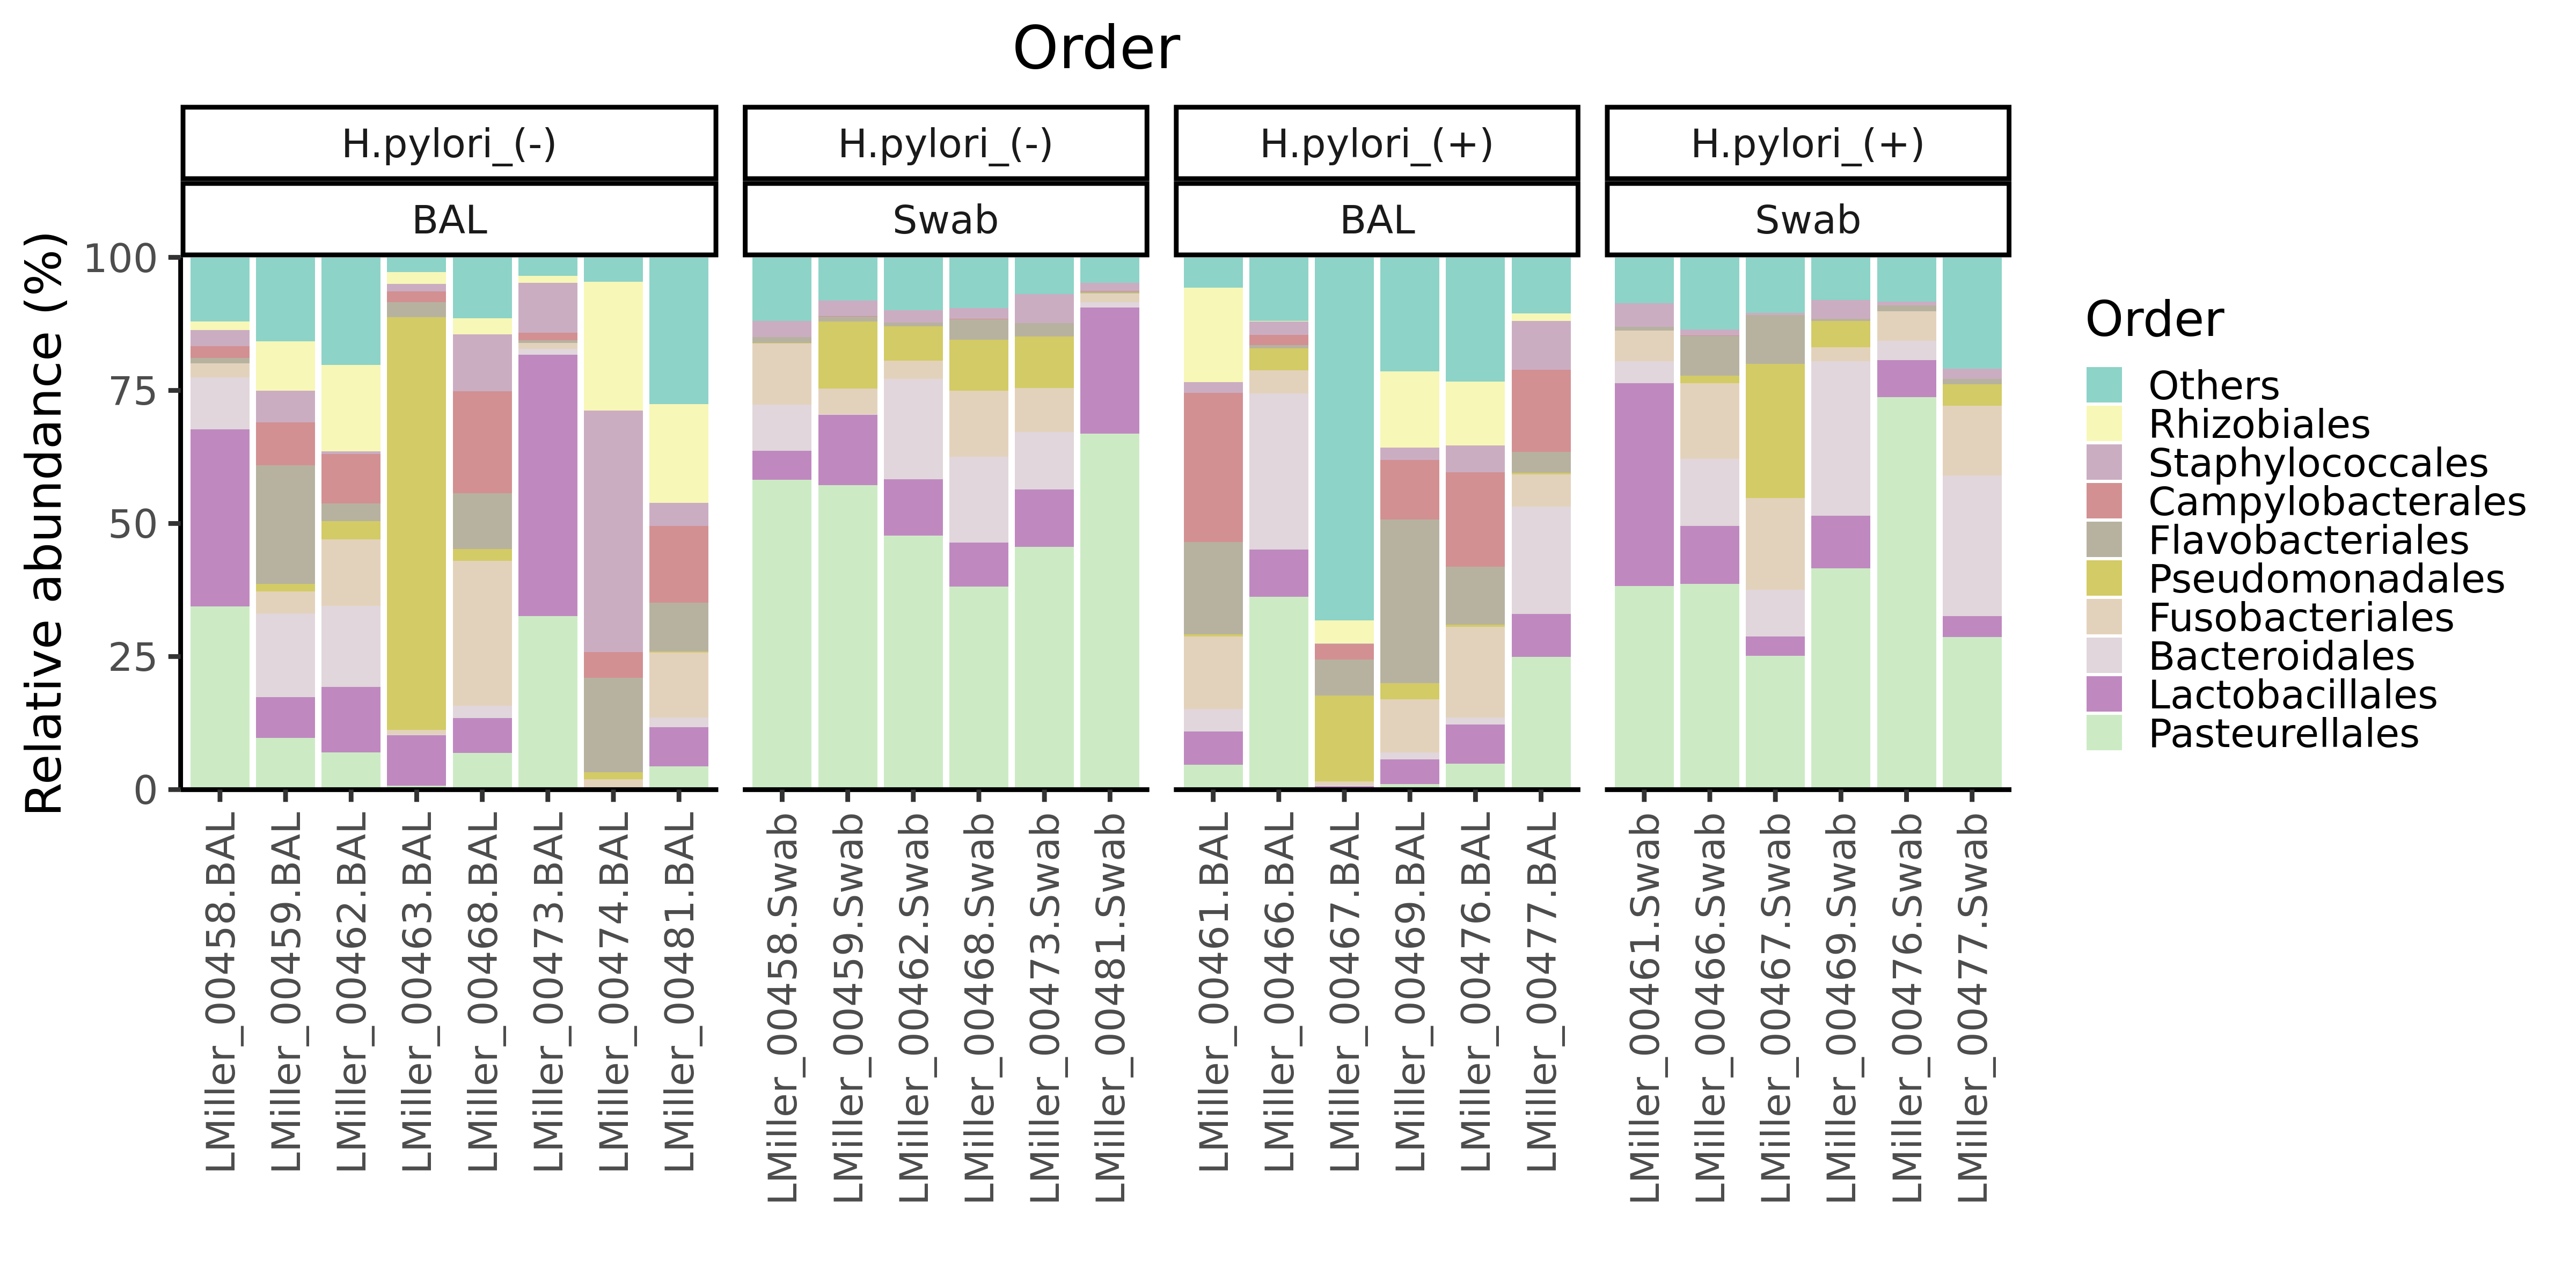 Order
H.pylori_(-)
H.pylori_(-)
H.pylori_(+)
H.pylori_(+)
BAL
Swab
BAL
Swab
Relative abundance (%)
100
75
50
25
0
LMiller_00458.BAL
LMiller_00459.BAL
LMiller_00462.BAL
LMiller_00463.BAL
LMiller_00468.BAL
LMiller_00473.BAL
LMiller_00474.BAL
LMiller_00481.BAL
LMiller_00458.Swab
LMiller_00459.Swab
LMiller_00462.Swab
LMiller_00468.Swab
LMiller_00473.Swab
LMiller_00481.Swab
LMiller_00461.BAL
LMiller_00466.BAL
LMiller_00467.BAL
LMiller_00469.BAL
LMiller_00476.BAL
LMiller_00477.BAL
LMiller_00461.Swab
LMiller_00466.Swab
LMiller_00467.Swab
LMiller_00469.Swab
LMiller_00476.Swab
LMiller_00477.Swab
Order
Others
Rhizobiales
Staphylococcales
Campylobacterales
Flavobacteriales
Pseudomonadales
Fusobacteriales
Bacteroidales
Lactobacillales
Pasteurellales